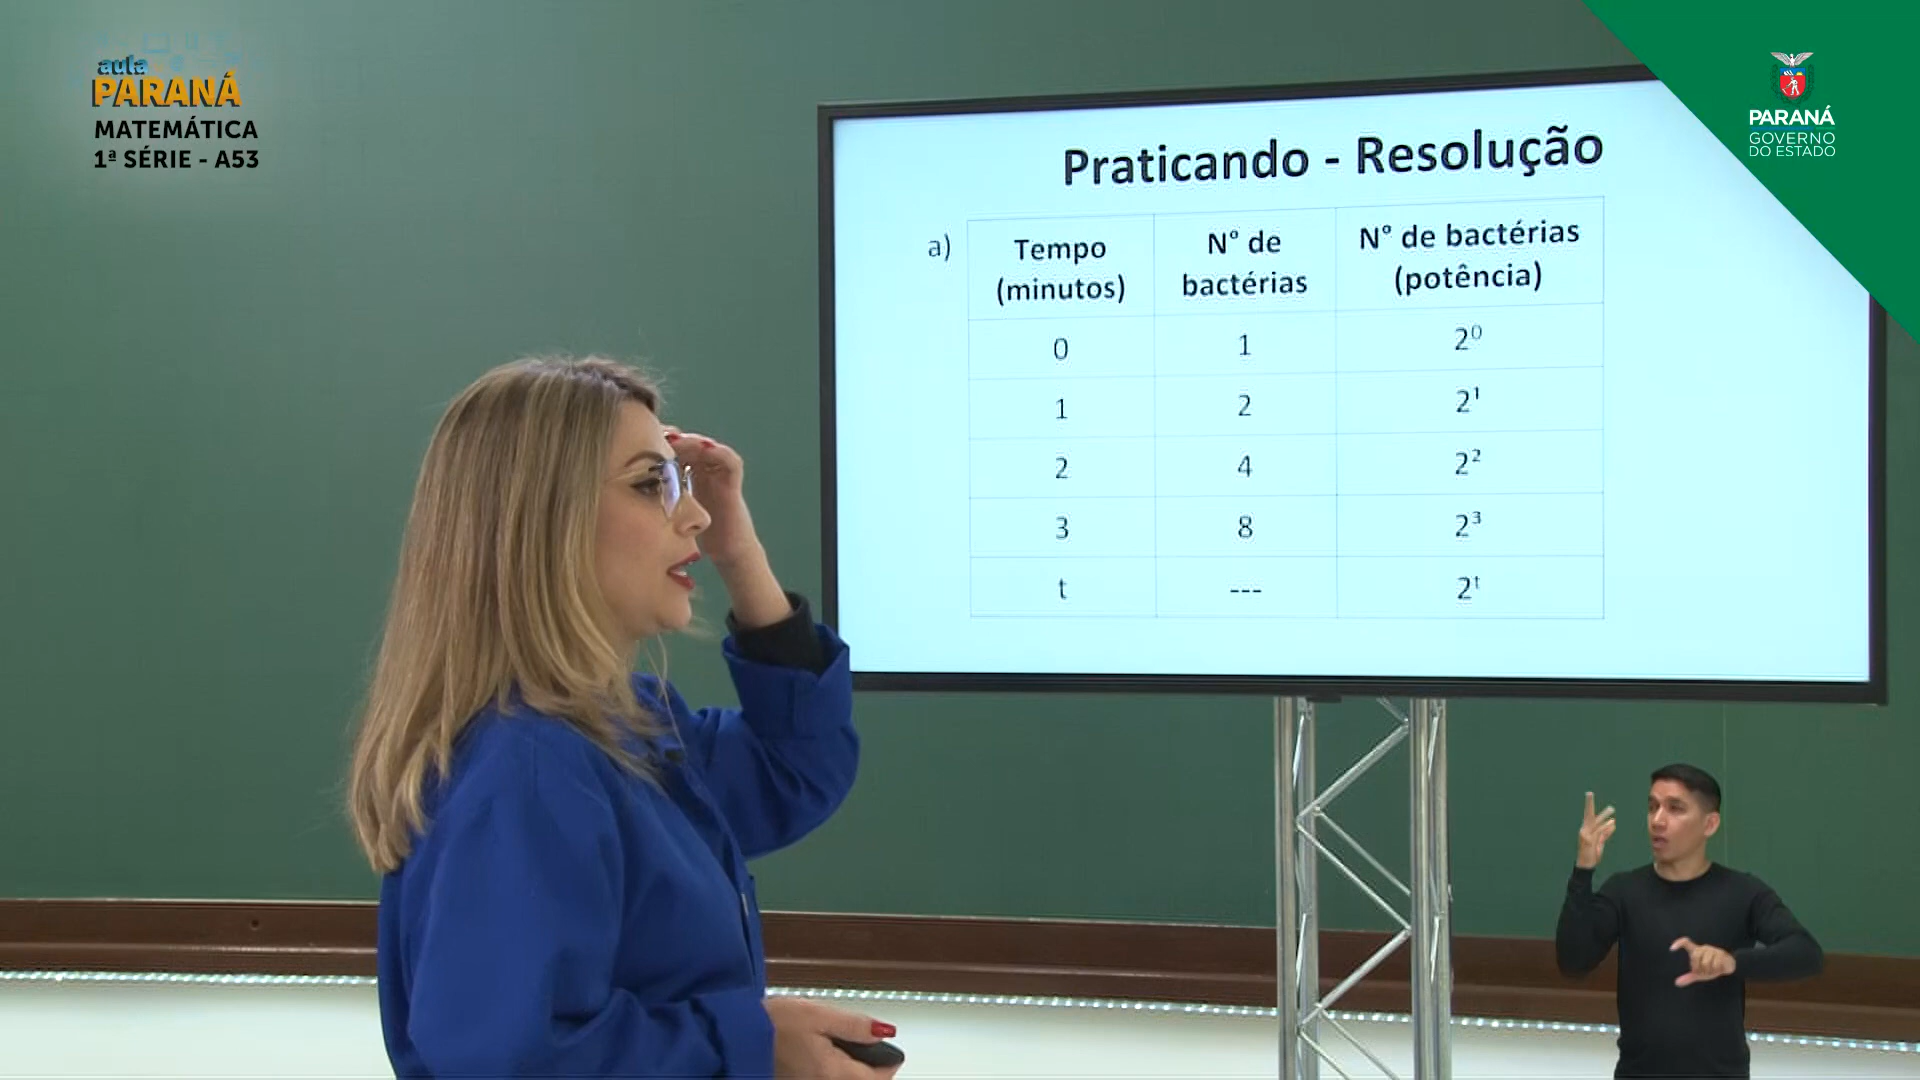 aula
PARANÁ
MATEMÁTICA
1ª SÉRIE - A53
PARANÁ
GOVERNO
DO ESTADO
Praticando - Resolução
a)
Tempo (minutos) | Nº de bactérias | Nº de bactérias (potência)
0 | 1 | 2⁰
1 | 2 | 2¹
2 | 4 | 2²
3 | 8 | 2³
t | --- | 2ᵗ